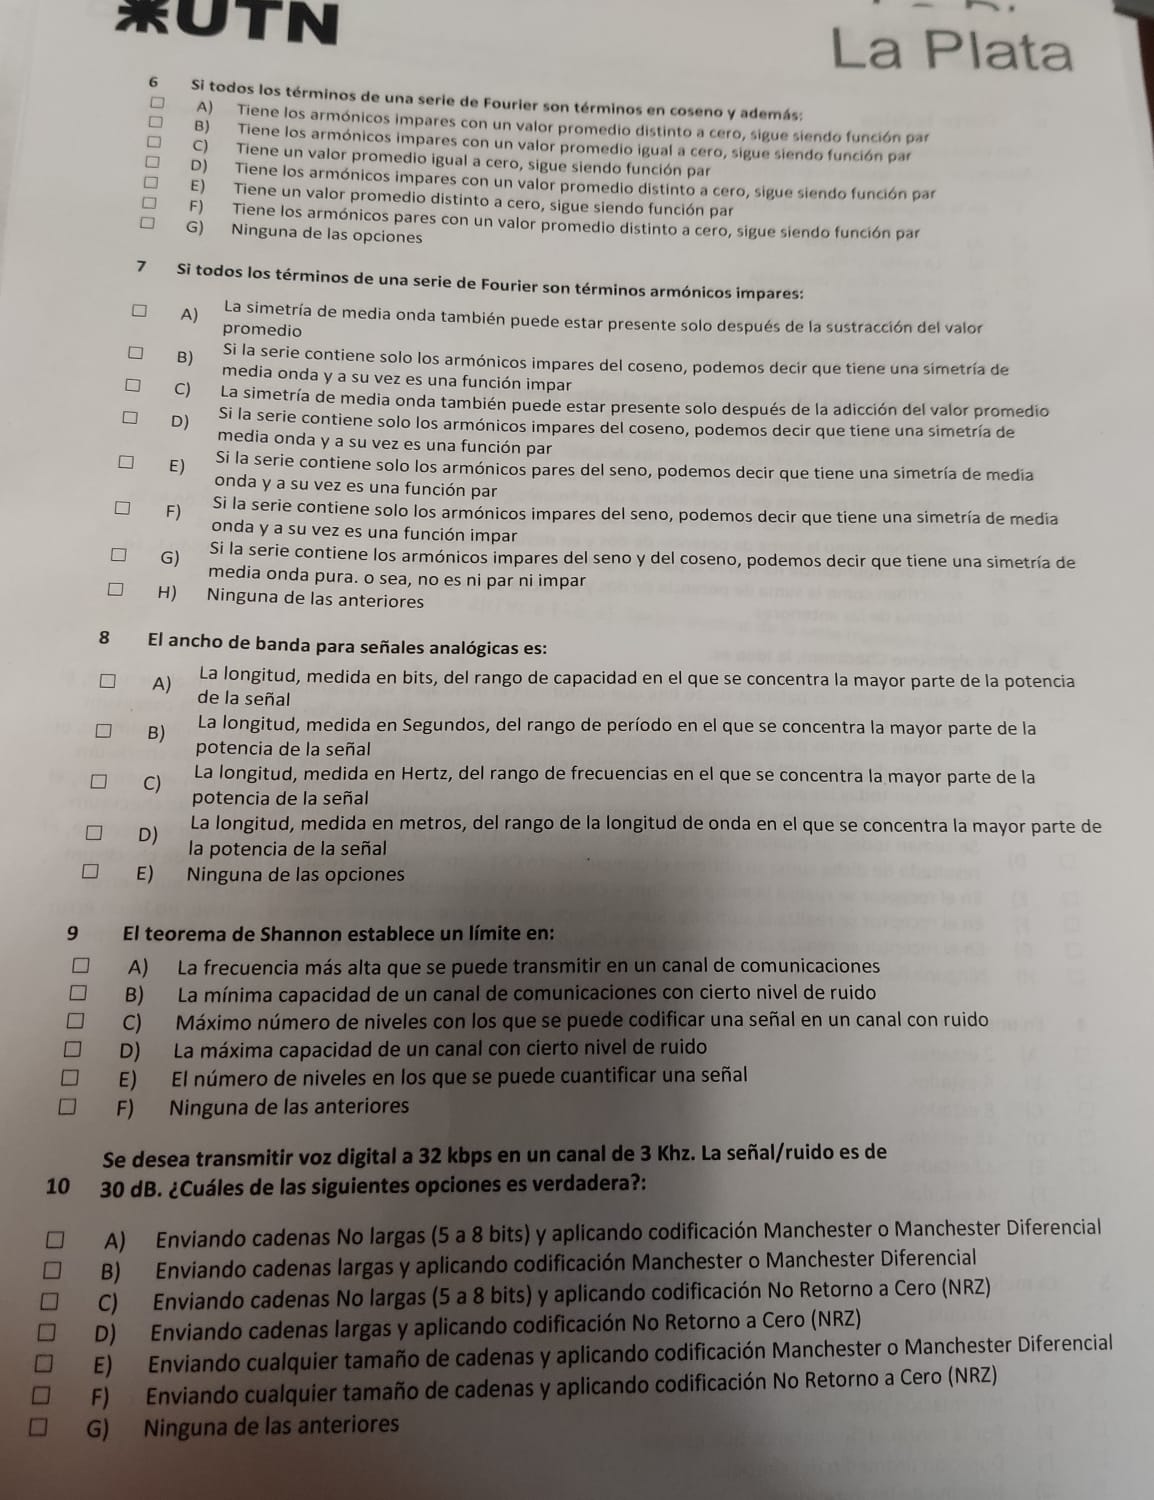 UTN
La Plata
6 Si todos los términos de una serie de Fourier son términos en coseno y además:
A) Tiene los armónicos impares con un valor promedio distinto a cero, sigue siendo función par
B) Tiene los armónicos impares con un valor promedio igual a cero, sigue siendo función par
C) Tiene un valor promedio igual a cero, sigue siendo función par
D) Tiene los armónicos impares con un valor promedio distinto a cero, sigue siendo función par
E) Tiene un valor promedio distinto a cero, sigue siendo función par
F) Tiene los armónicos pares con un valor promedio distinto a cero, sigue siendo función par
G) Ninguna de las opciones
7 Si todos los términos de una serie de Fourier son términos armónicos impares:
A) La simetría de media onda también puede estar presente solo después de la sustracción del valor
promedio
B) Si la serie contiene solo los armónicos impares del coseno, podemos decir que tiene una simetría de
media onda y a su vez es una función impar
C) La simetría de media onda también puede estar presente solo después de la adicción del valor promedio
D) Si la serie contiene solo los armónicos impares del coseno, podemos decir que tiene una simetría de
media onda y a su vez es una función par
E) Si la serie contiene solo los armónicos pares del seno, podemos decir que tiene una simetría de media
onda y a su vez es una función par
F) Si la serie contiene solo los armónicos impares del seno, podemos decir que tiene una simetría de media
onda y a su vez es una función impar
G) Si la serie contiene los armónicos impares del seno y del coseno, podemos decir que tiene una simetría de
media onda pura. o sea, no es ni par ni impar
H) Ninguna de las anteriores
8 El ancho de banda para señales analógicas es:
A) La longitud, medida en bits, del rango de capacidad en el que se concentra la mayor parte de la potencia
de la señal
B) La longitud, medida en Segundos, del rango de período en el que se concentra la mayor parte de la
potencia de la señal
C) La longitud, medida en Hertz, del rango de frecuencias en el que se concentra la mayor parte de la
potencia de la señal
D) La longitud, medida en metros, del rango de la longitud de onda en el que se concentra la mayor parte de
la potencia de la señal
E) Ninguna de las opciones
9 El teorema de Shannon establece un límite en:
A) La frecuencia más alta que se puede transmitir en un canal de comunicaciones
B) La mínima capacidad de un canal de comunicaciones con cierto nivel de ruido
C) Máximo número de niveles con los que se puede codificar una señal en un canal con ruido
D) La máxima capacidad de un canal con cierto nivel de ruido
E) El número de niveles en los que se puede cuantificar una señal
F) Ninguna de las anteriores
Se desea transmitir voz digital a 32 kbps en un canal de 3 Khz. La señal/ruido es de
10 30 dB. ¿Cuáles de las siguientes opciones es verdadera?:
A) Enviando cadenas No largas (5 a 8 bits) y aplicando codificación Manchester o Manchester Diferencial
B) Enviando cadenas largas y aplicando codificación Manchester o Manchester Diferencial
C) Enviando cadenas No largas (5 a 8 bits) y aplicando codificación No Retorno a Cero (NRZ)
D) Enviando cadenas largas y aplicando codificación No Retorno a Cero (NRZ)
E) Enviando cualquier tamaño de cadenas y aplicando codificación Manchester o Manchester Diferencial
F) Enviando cualquier tamaño de cadenas y aplicando codificación No Retorno a Cero (NRZ)
G) Ninguna de las anteriores